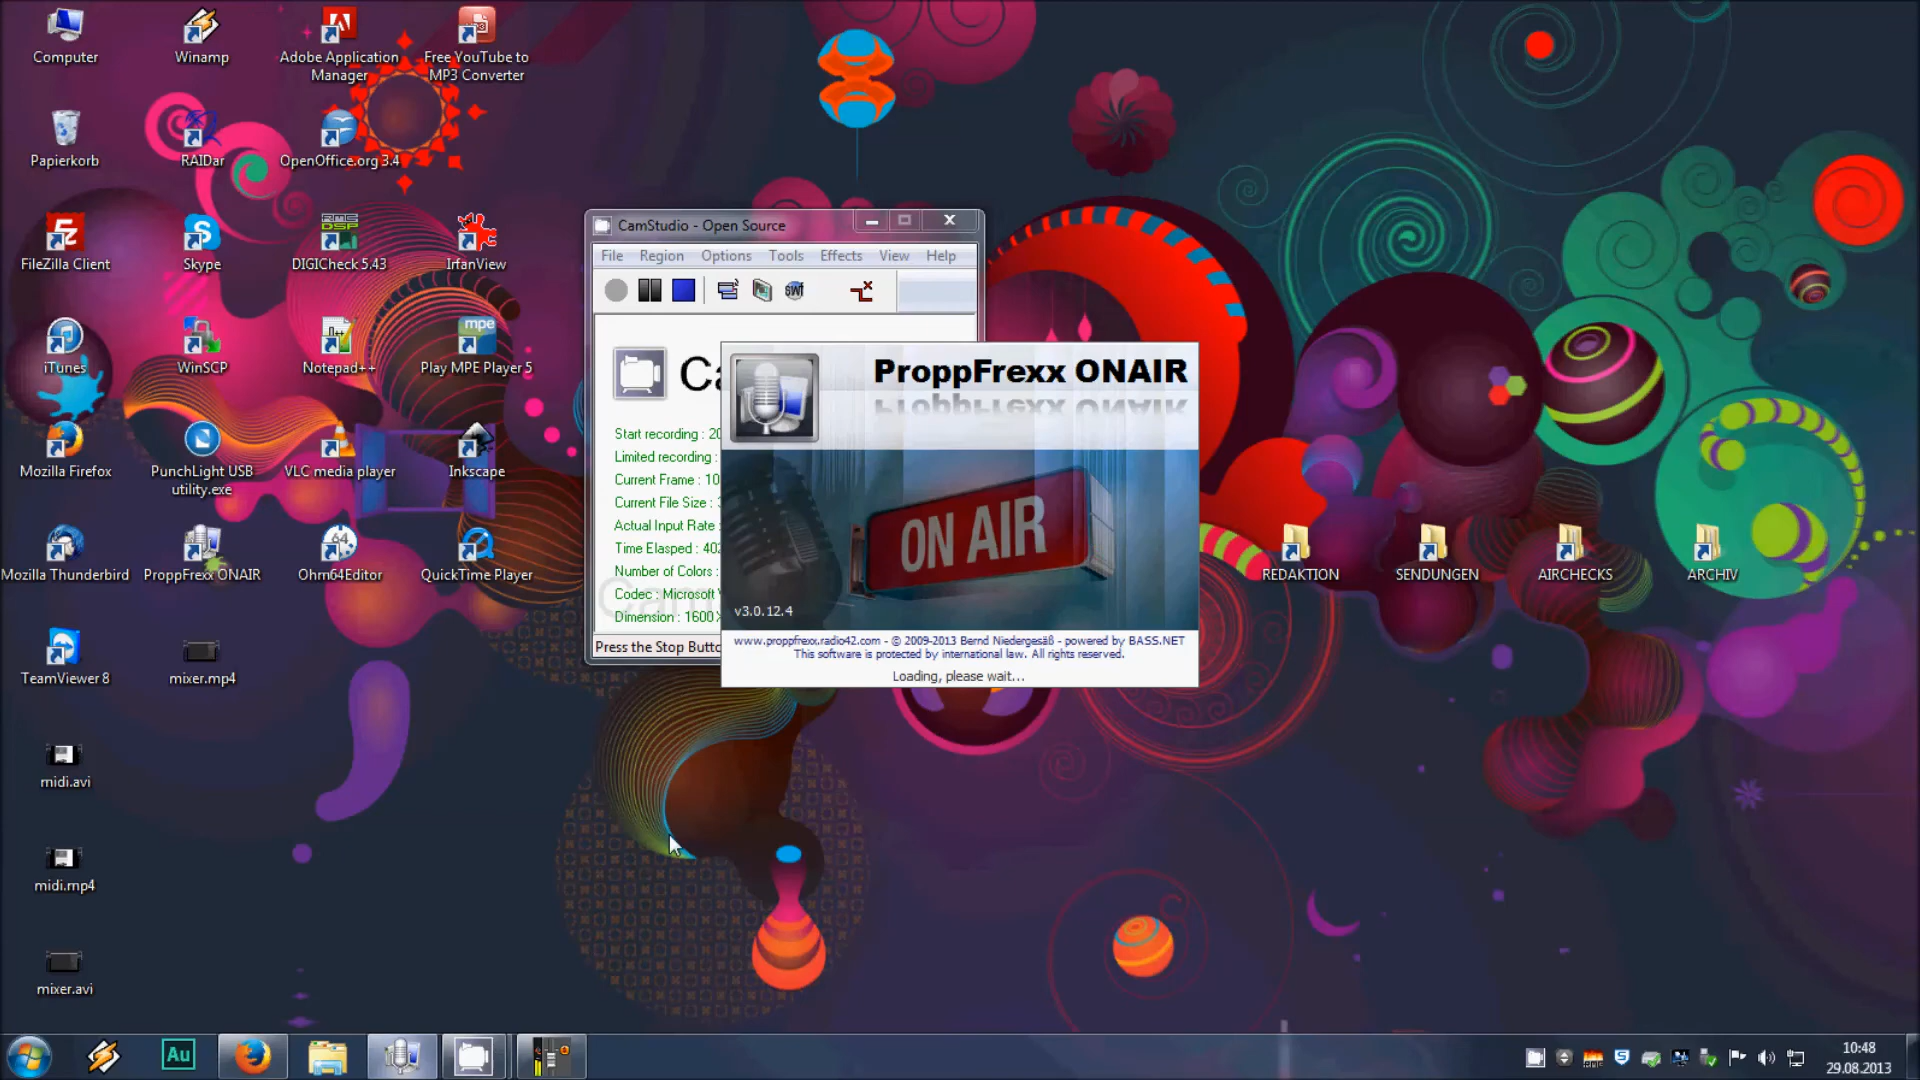 Computer
Winamp
Adobe Application
Manager
Free YouTube to
MP3 Converter
Papierkorb
RAIDar
OpenOffice.org 3.4
FileZilla Client
Skype
DIGICheck 5.43
IrfanView
iTunes
WinSCP
Notepad++
mpe
Play MPE Player 5
Mozilla Firefox
PunchLight USB
utility.exe
VLC media player
Inkscape
Mozilla Thunderbird
ProppFrexx ONAIR
64
Ohm64Editor
QuickTime Player
TeamViewer 8
mixer.mp4
midi.avi
midi.mp4
mixer.avi
CamStudio - Open Source
File Region Options Tools Effects View Help
Start recording : 20
Limited recording :
Current Frame : 10
Current File Size :
Actual Input Rate
Time Elasped : 402
Number of Colors :
Codec : Microsoft
Dimension : 1600 X
Press the Stop Butto
ProppFrexx ONAIR
ON AIR
v3.0.12.4
www.proppfrexx.radio42.com - © 2009-2013 Bernd Niedergesäß - powered by BASS.NET
This software is protected by international law. All rights reserved.
Loading, please wait...
REDAKTION
SENDUNGEN
AIRCHECKS
ARCHIV
Au
10:48
29.08.2013